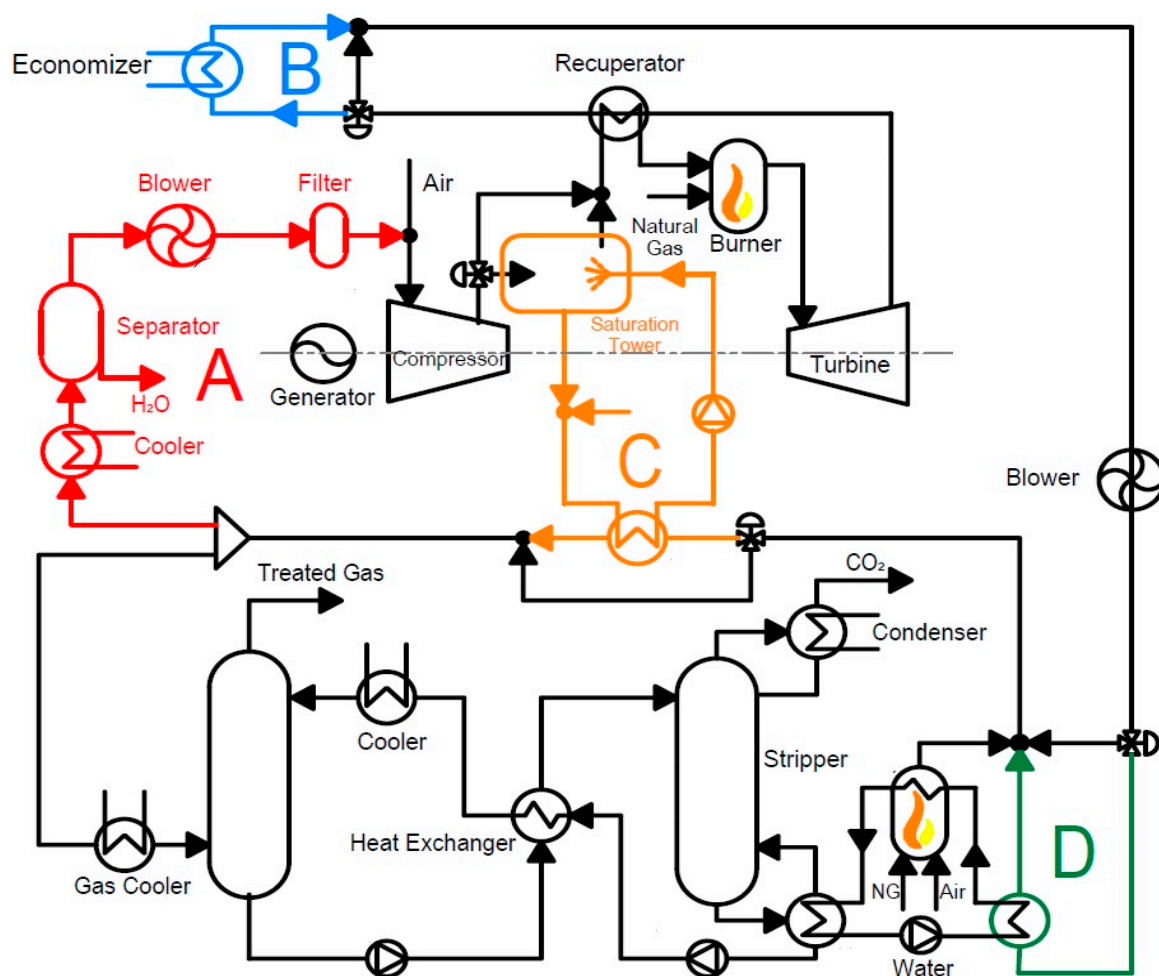 Economizer
B
Recuperator
Blower
Filter
Air
Natural
Gas
Burner
Separator
A
H₂O
Cooler
Generator
Compressor
Saturation
Tower
Turbine
C
Blower
Treated Gas
CO₂
Condenser
Cooler
Stripper
Heat Exchanger
Gas Cooler
NG
Air
D
Water